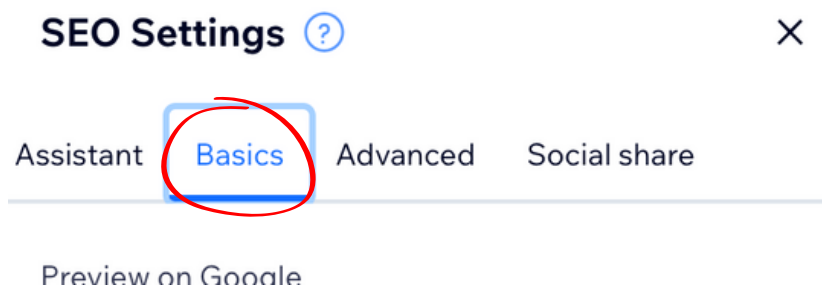 SEO Settings ?
Assistant Basics Advanced Social share
Preview on Google